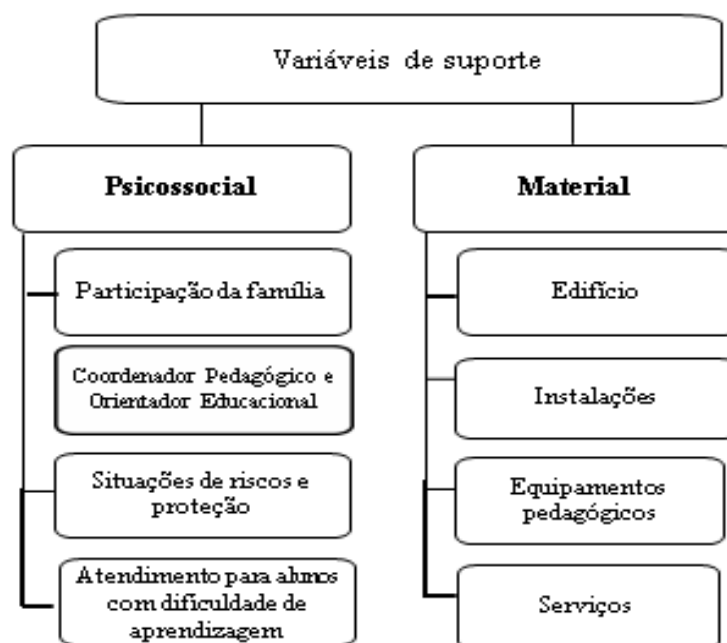 Variáveis de suporte
Psicossocial
Participação da família
Coordenador Pedagógico e
Orientador Educacional
Situações de riscos e
proteção
Atendimento para alunos
com dificuldade de
aprendizagem
Material
Edifício
Instalações
Equipamentos
pedagógicos
Serviços